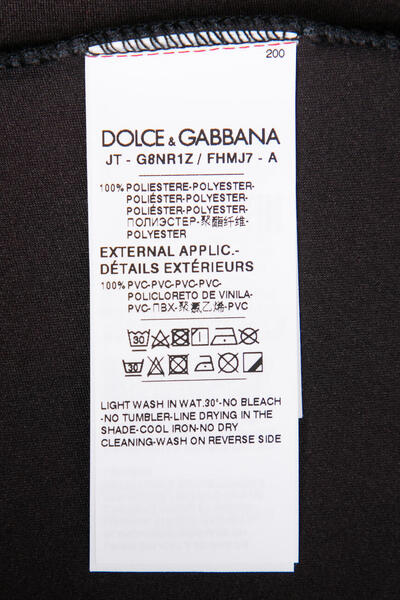 200
DOLCE & GABBANA
JT - G8NR1Z / FHMJ7 - A
100% POLIESTERE-POLYESTER-
POLIÉSTER-POLYESTER-
POLIÉSTER-POLYESTER-
ПОЛИЭСТЕР-聚酯纤维-
POLYESTER
EXTERNAL APPLIC.-
DÉTAILS EXTÉRIEURS
100% PVC-PVC-PVC-PVC-
POLICLORETO DE VINILA-
PVC-ПВХ-聚氯乙烯-PVC
30
30
LIGHT WASH IN WAT.30°-NO BLEACH
-NO TUMBLER-LINE DRYING IN THE
SHADE-COOL IRON-NO DRY
CLEANING-WASH ON REVERSE SIDE